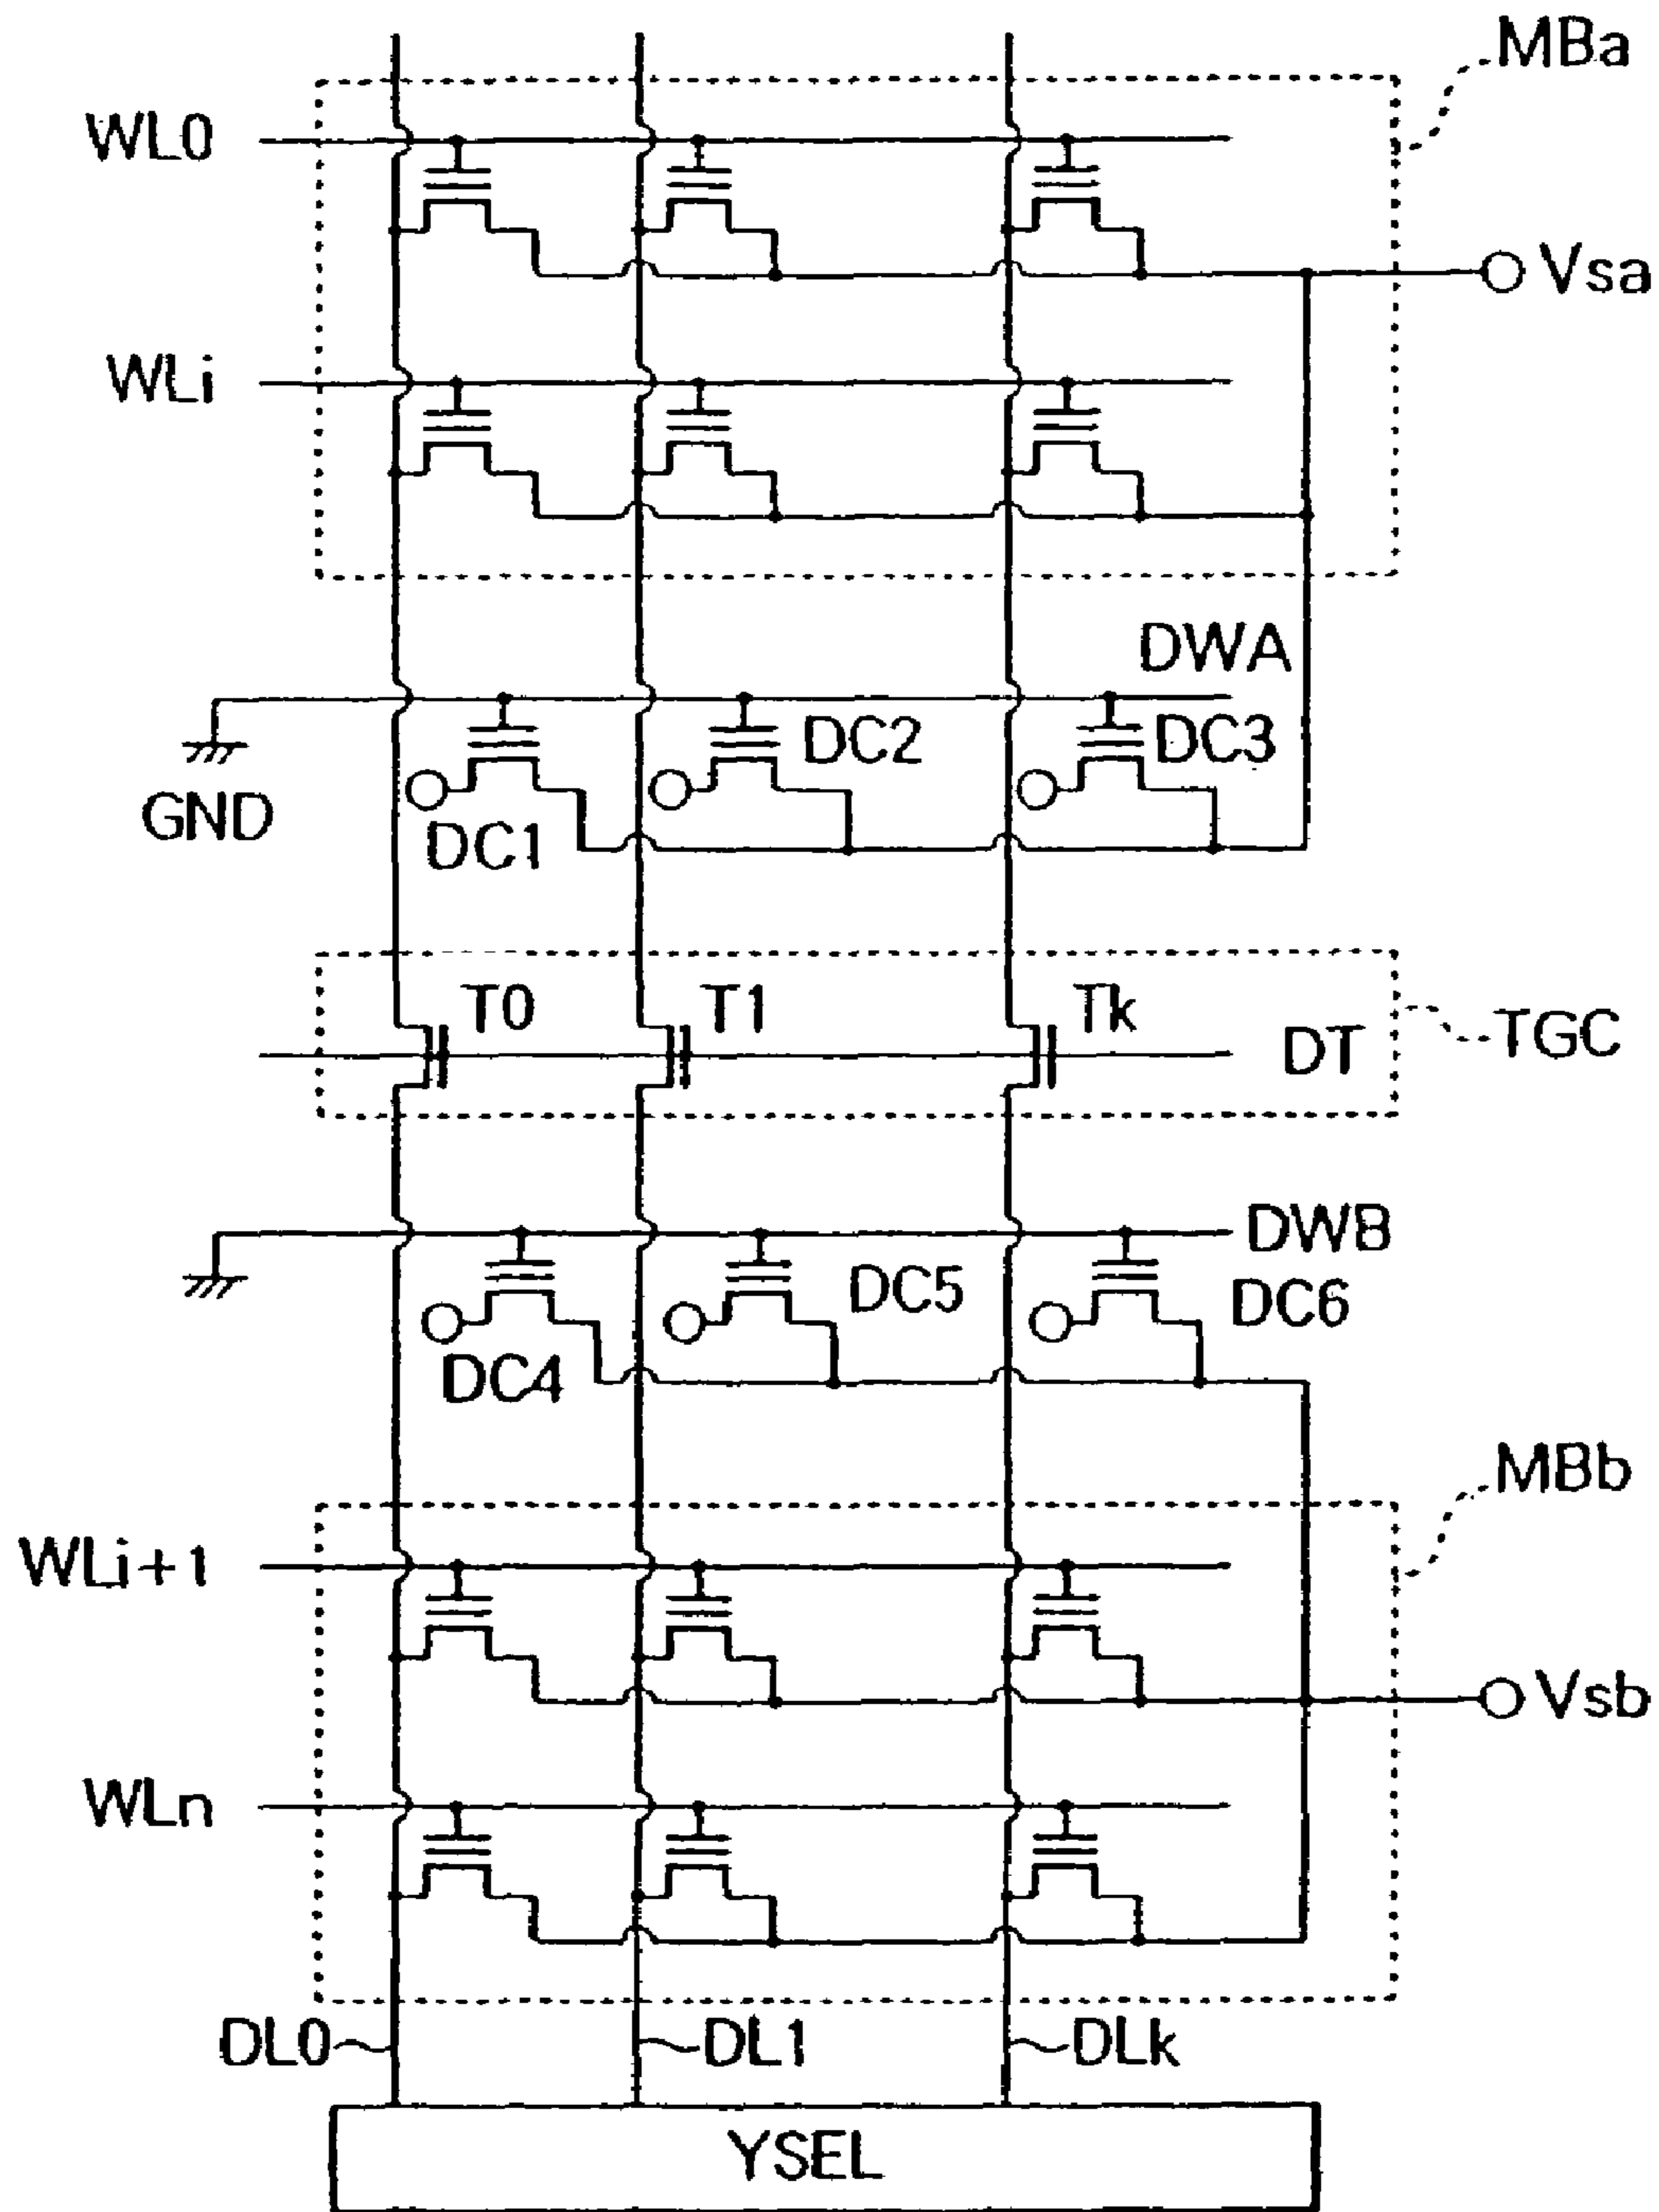 MBa
WL0
Vsa
WLi
DWA
DC2
DC3
GND
DC1
T0
T1
Tk
DT
TGC
DWB
DC5
DC6
DC4
MBb
WLi+1
Vsb
WLn
DL0
DL1
DLk
YSEL